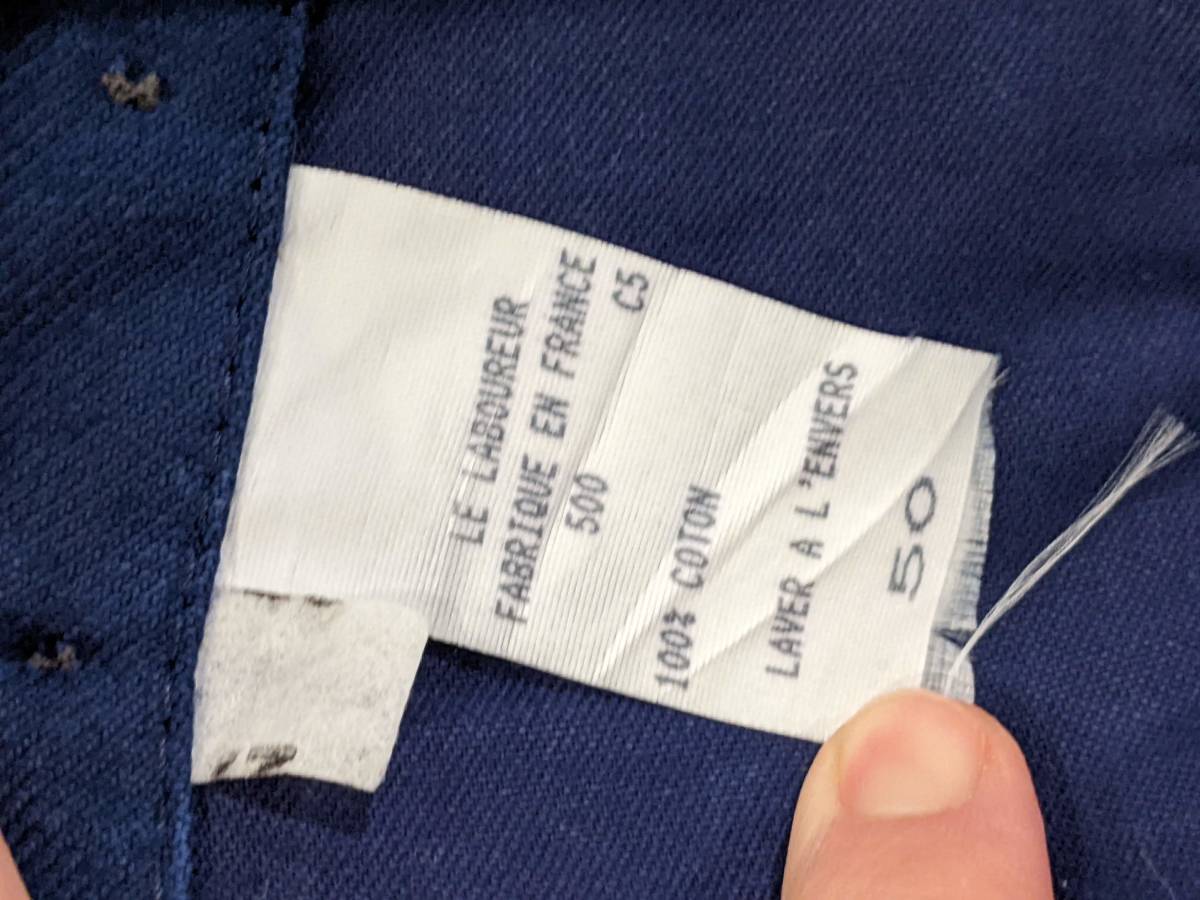 LE LABOUREUR
FABRIQUE EN FRANCE
500 C5
100% COTON
LAVER A L'ENVERS
50